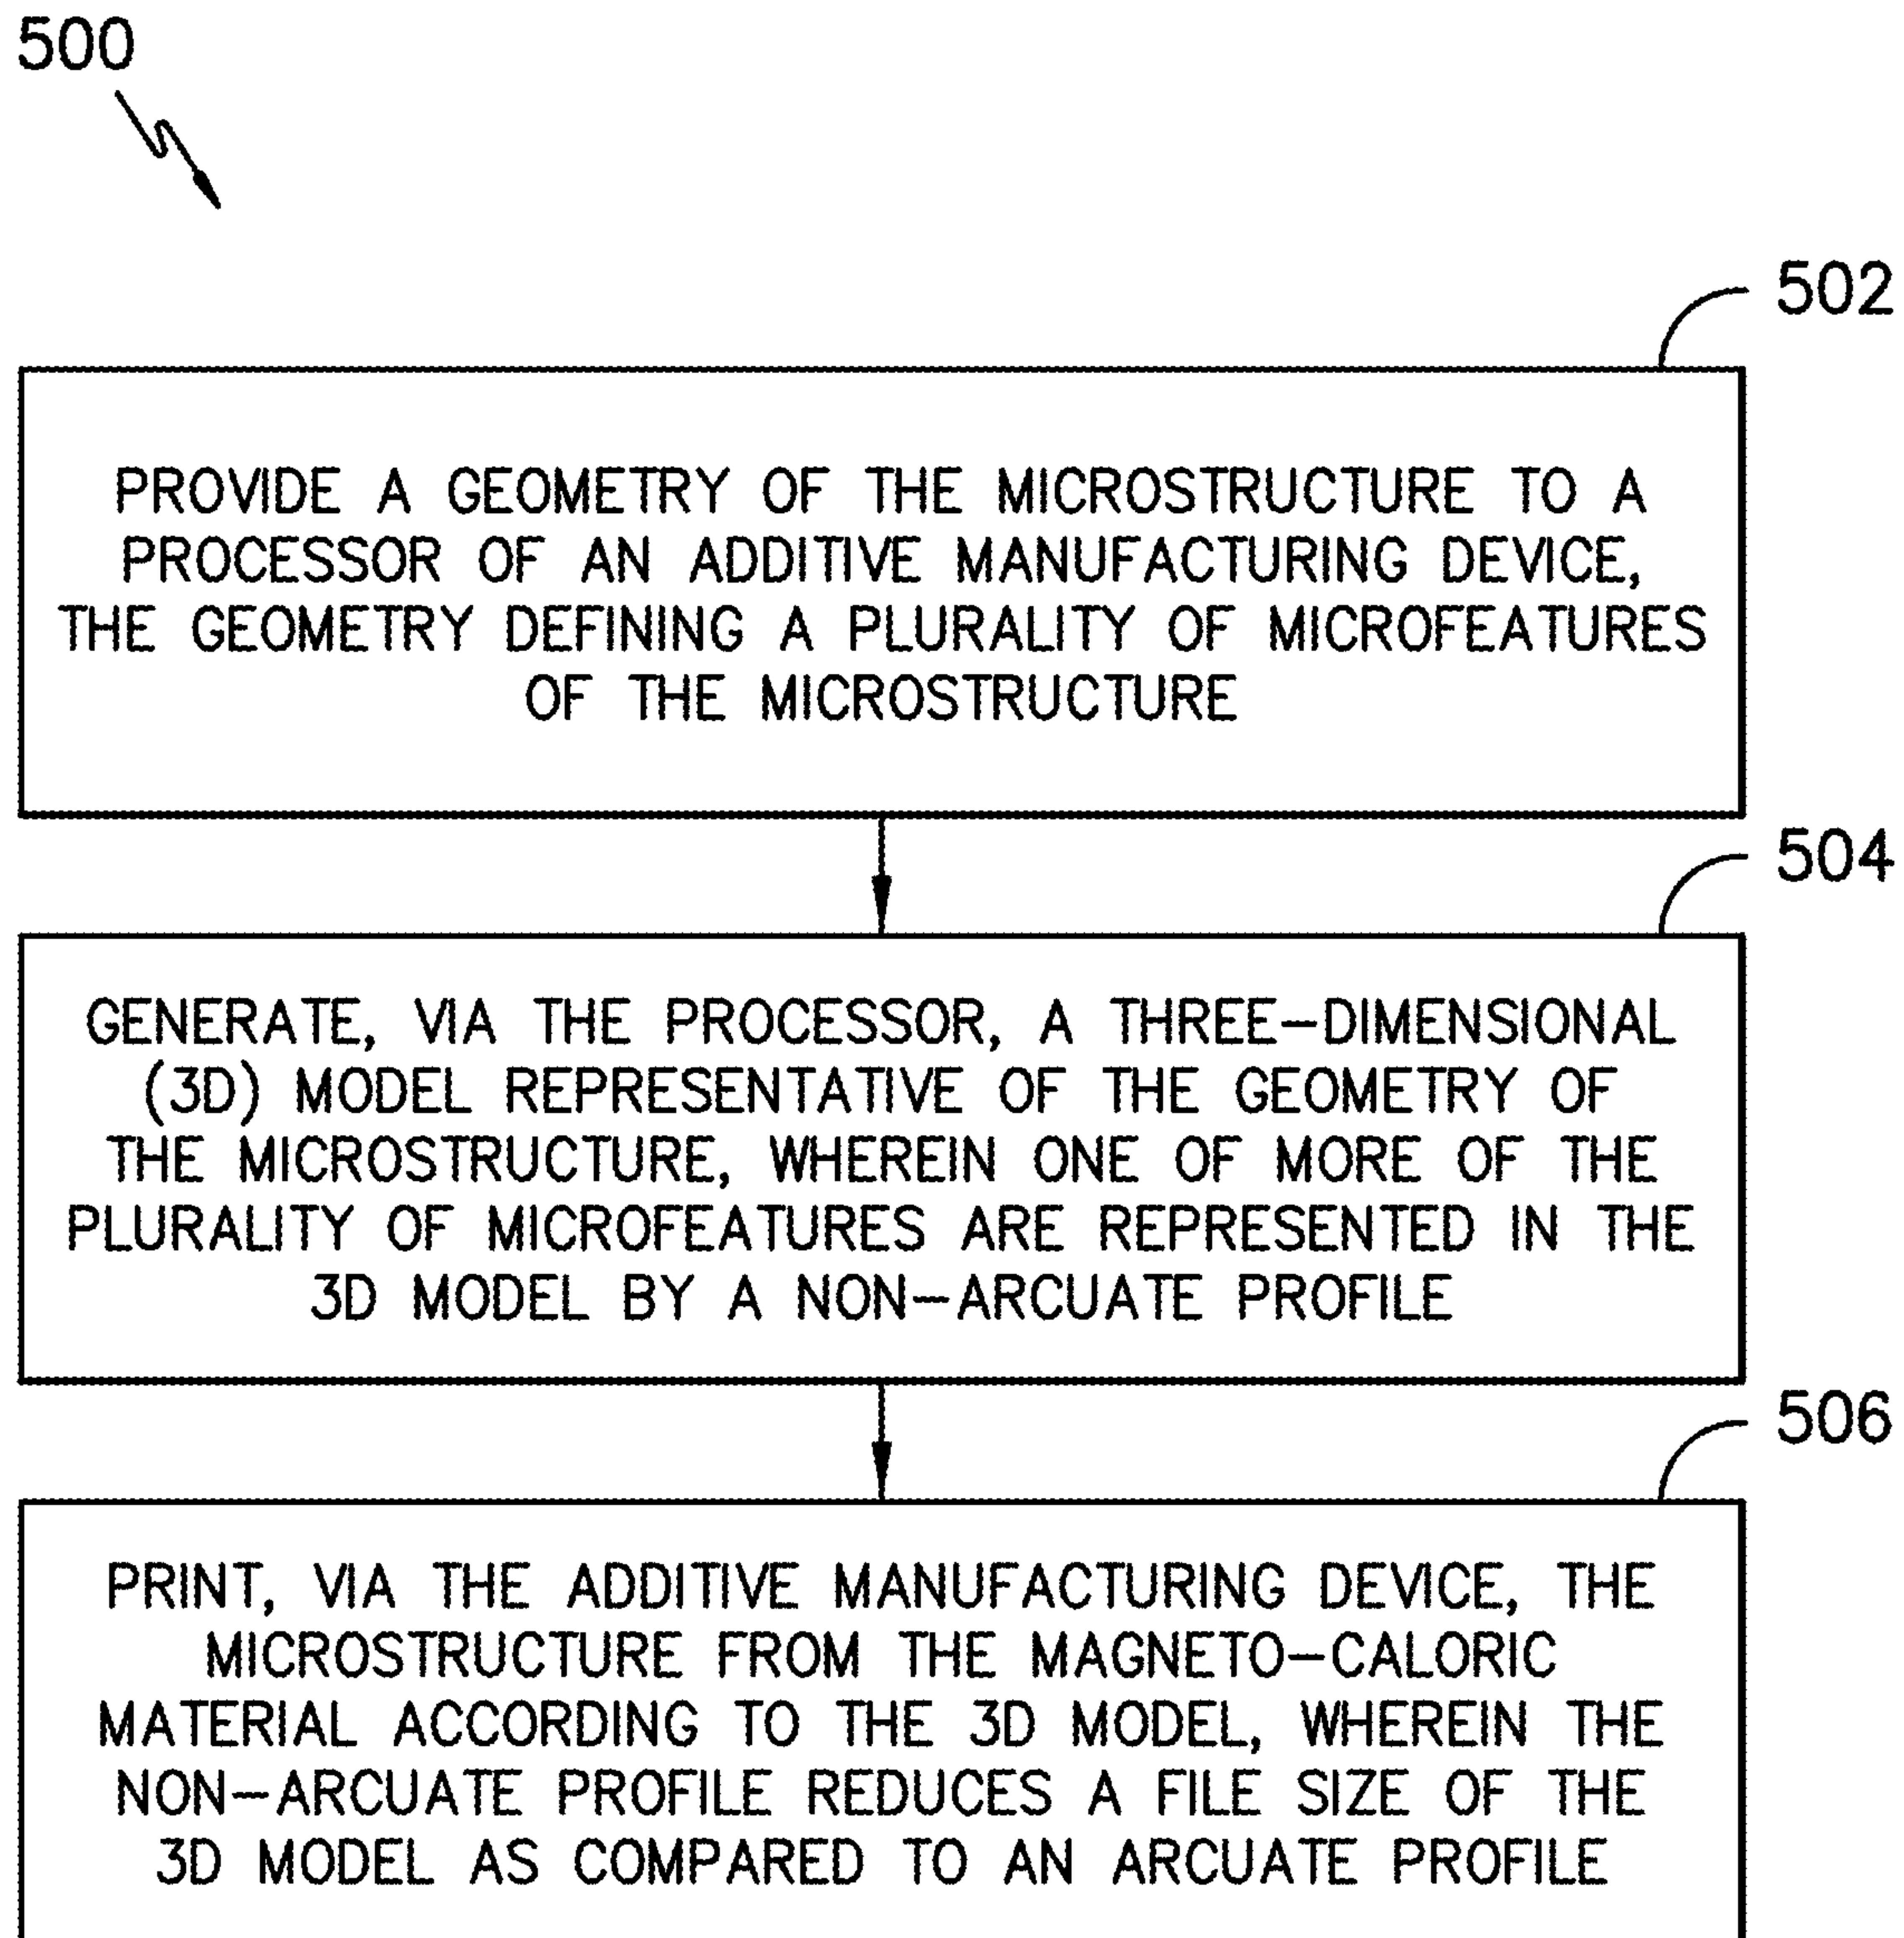 500
502
PROVIDE A GEOMETRY OF THE MICROSTRUCTURE TO A
PROCESSOR OF AN ADDITIVE MANUFACTURING DEVICE,
THE GEOMETRY DEFINING A PLURALITY OF MICROFEATURES
OF THE MICROSTRUCTURE
504
GENERATE, VIA THE PROCESSOR, A THREE-DIMENSIONAL
(3D) MODEL REPRESENTATIVE OF THE GEOMETRY OF
THE MICROSTRUCTURE, WHEREIN ONE OF MORE OF THE
PLURALITY OF MICROFEATURES ARE REPRESENTED IN THE
3D MODEL BY A NON-ARCUATE PROFILE
506
PRINT, VIA THE ADDITIVE MANUFACTURING DEVICE, THE
MICROSTRUCTURE FROM THE MAGNETO-CALORIC
MATERIAL ACCORDING TO THE 3D MODEL, WHEREIN THE
NON-ARCUATE PROFILE REDUCES A FILE SIZE OF THE
3D MODEL AS COMPARED TO AN ARCUATE PROFILE